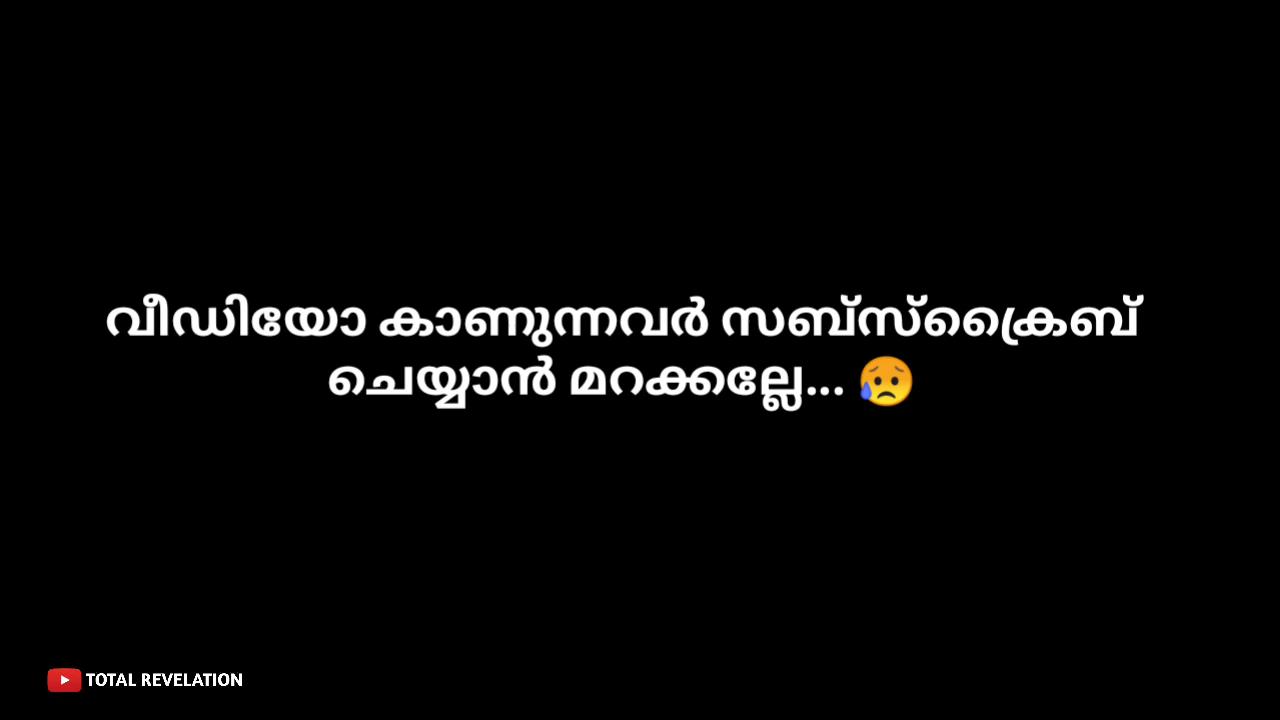 വീഡിയോ കാണുന്നവർ സബ്സ്ക്രൈബ്
ചെയ്യാൻ മറക്കല്ലേ... 😥
TOTAL REVELATION